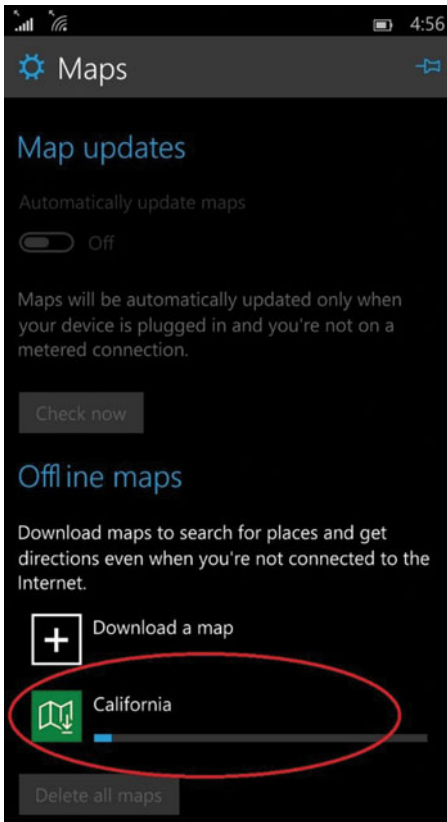 4:56
Maps
Map updates
Automatically update maps
Off
Maps will be automatically updated only when
your device is plugged in and you're not on a
metered connection.
Check now
Offline maps
Download maps to search for places and get
directions even when you're not connected to the
Internet.
Download a map
California
Delete all maps